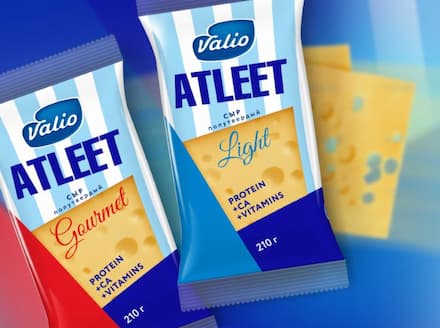 Valio
ATLEET
СЫР
полутвердый
Gourmet
PROTEIN
+CA
+VITAMINS
210 г
Valio
ATLEET
СЫР
полутвердый
Light
PROTEIN
+CA
+VITAMINS
210 г